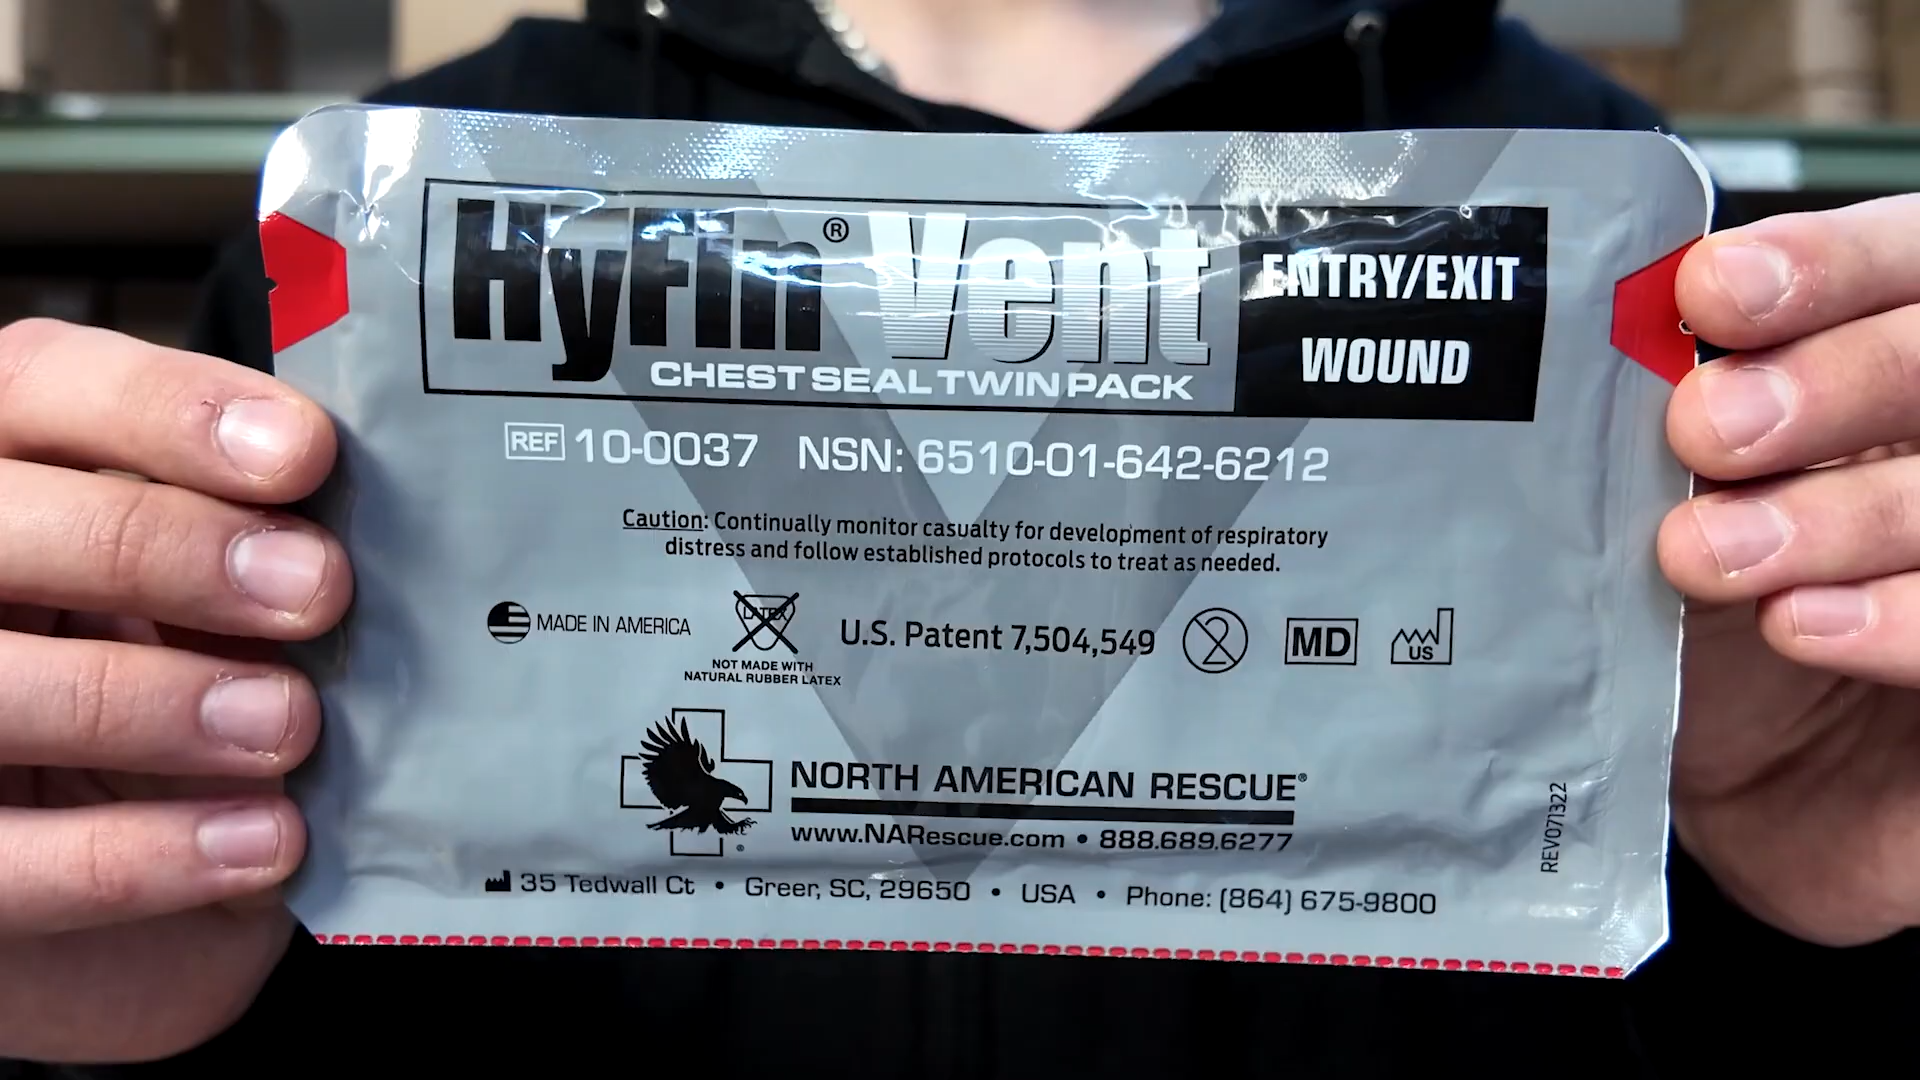 HyFin® Vent
CHEST SEAL TWIN PACK
ENTRY/EXIT
WOUND
REF 10-0037 NSN: 6510-01-642-6212
Caution: Continually monitor casualty for development of respiratory
distress and follow established protocols to treat as needed.
MADE IN AMERICA
LATEX
NOT MADE WITH
NATURAL RUBBER LATEX
U.S. Patent 7,504,549
2
MD
US
NORTH AMERICAN RESCUE®
www.NARescue.com • 888.689.6277
®
35 Tedwall Ct • Greer, SC, 29650 • USA • Phone: (864) 675-9800
REV071322